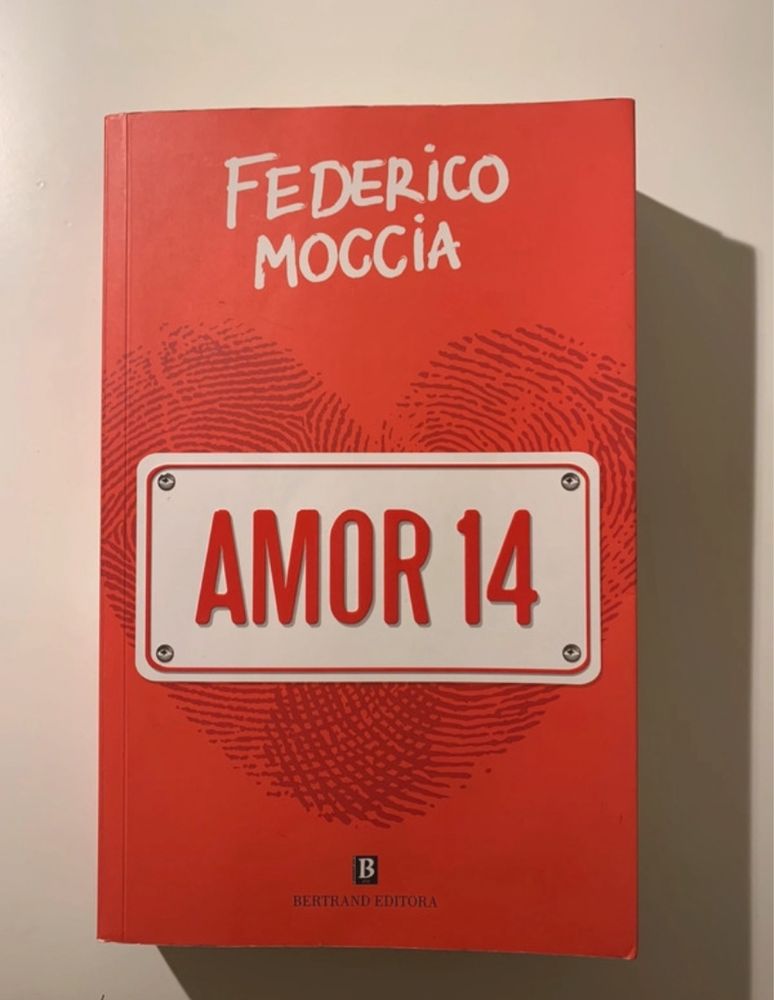 FEDERICO
MOCCIA
AMOR 14
B
BERTRAND EDITORA